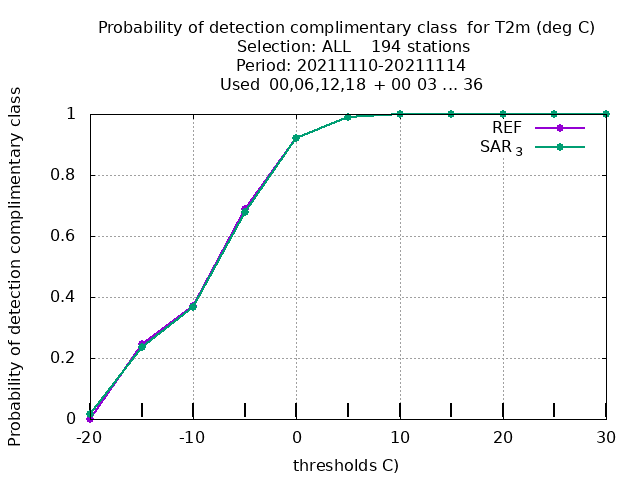 Probability of detection complimentary class  for T2m (deg C)
Selection: ALL    194 stations
Period: 20211110-20211114
Used  00,06,12,18  + 00 03 ... 36
Probability of detection complimentary class
1
0.8
0.6
0.4
0.2
0
REF
SAR 3
-20
-10
0
10
20
30
thresholds C)